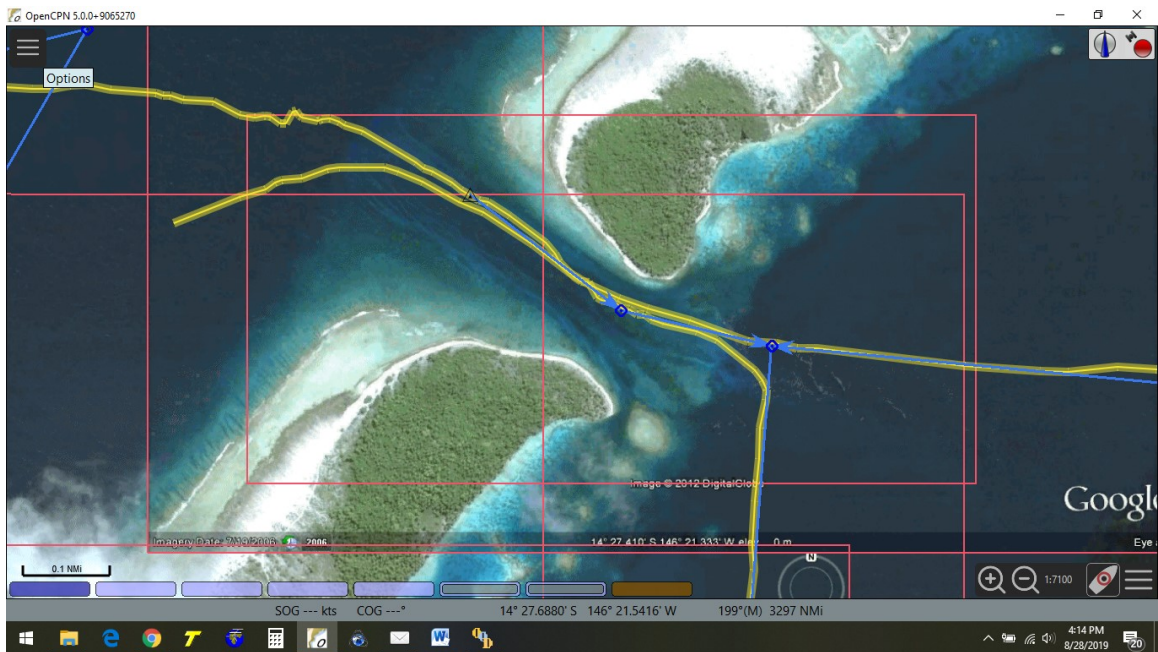 OpenCPN 5.0.0+9065270
Options
Image © 2012 DigitalGlobe
Google
Imagery Date: 7/19/2006 2006 14° 27.410' S 146° 21.333' W elev 0 m Eye a
N
0.1 NMi
1:7100
SOG --- kts COG ---° 14° 27.6880' S 146° 21.5416' W 199°(M) 3297 NMi
4:14 PM
8/28/2019
20